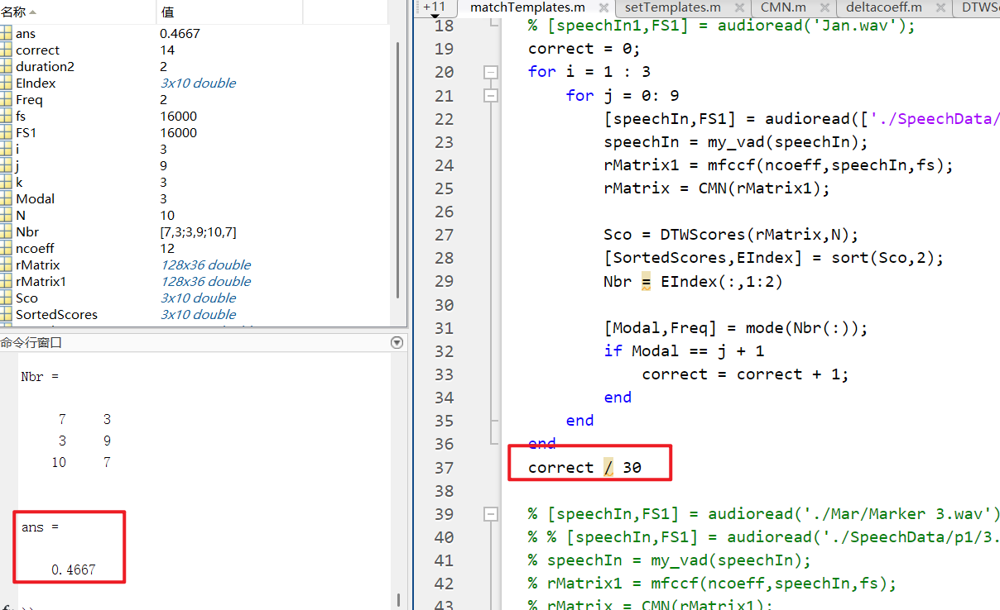 名称 值
ans 0.4667
correct 14
duration2 2
EIndex 3x10 double
Freq 2
fs 16000
FS1 16000
i 3
j 9
k 3
Modal 3
N 10
Nbr [7,3;3,9;10,7]
ncoeff 12
rMatrix 128x36 double
rMatrix1 128x36 double
Sco 3x10 double
SortedScores 3x10 double
命令行窗口
Nbr =
7 3
3 9
10 7
ans =
0.4667
+11 matchTemplates.m setTemplates.m CMN.m deltacoeff.m
18 % [speechIn1,FS1] = audioread('Jan.wav');
19 correct = 0;
20 for i = 1 : 3
21 for j = 0: 9
22 [speechIn,FS1] = audioread(['./SpeechData/
23 speechIn = my_vad(speechIn);
24 rMatrix1 = mfccf(ncoeff,speechIn,fs);
25 rMatrix = CMN(rMatrix1);
26
27 Sco = DTWScores(rMatrix,N);
28 [SortedScores,EIndex] = sort(Sco,2);
29 Nbr = EIndex(:,1:2)
30
31 [Modal,Freq] = mode(Nbr(:));
32 if Modal == j + 1
33 correct = correct + 1;
34 end
35 end
36 end
37 correct / 30
38
39 % [speechIn,FS1] = audioread('./Mar/Marker 3.wav')
40 % % [speechIn,FS1] = audioread('./SpeechData/p1/3.
41 % speechIn = my_vad(speechIn);
42 % rMatrix1 = mfccf(ncoeff,speechIn,fs);
43 % rMatrix = CMN(rMatrix1);